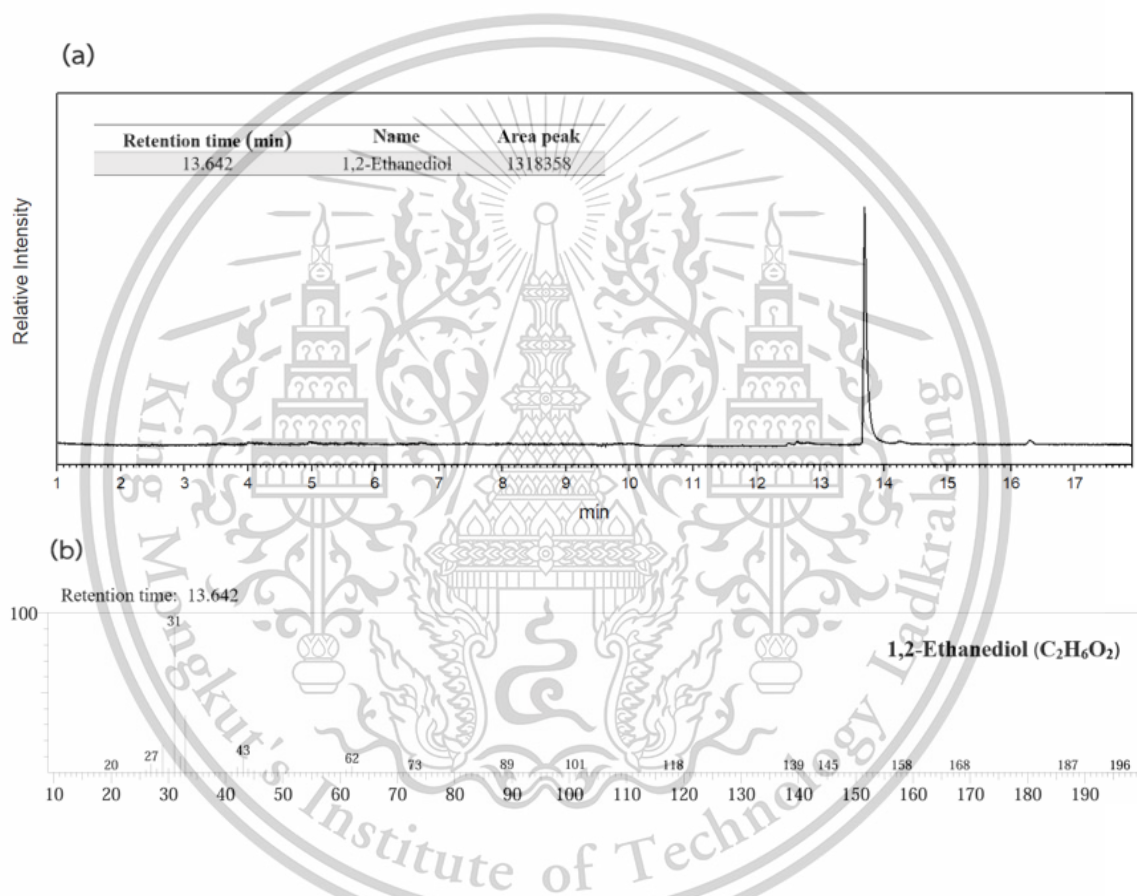 (a)
Retention time (min) Name Area peak
13.642 1,2-Ethanediol 1318358
Relative Intensity
1 2 3 4 5 6 7 8 9 10 11 12 13 14 15 16 17
min
(b)
Retention time: 13.642
100
31
1,2-Ethanediol (C₂H₆O₂)
20 27 43 62 73 89 101 118 139 145 158 168 187 196
10 20 30 40 50 60 70 80 90 100 110 120 130 140 150 160 170 180 190
King Mongkut's Institute of Technology Ladkrabang